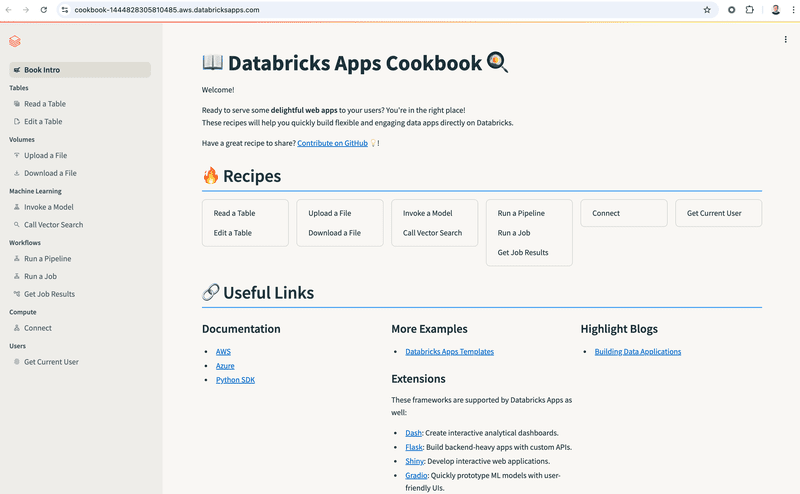 cookbook-1444828305810485.aws.databricksapps.com
Book Intro
Tables
Read a Table
Edit a Table
Volumes
Upload a File
Download a File
Machine Learning
Invoke a Model
Call Vector Search
Workflows
Run a Pipeline
Run a Job
Get Job Results
Compute
Connect
Users
Get Current User
📖 Databricks Apps Cookbook 🍳
Welcome!
Ready to serve some delightful web apps to your users? You're in the right place!
These recipes will help you quickly build flexible and engaging data apps directly on Databricks.
Have a great recipe to share? Contribute on GitHub 💡!
🔥 Recipes
Read a Table
Edit a Table
Upload a File
Download a File
Invoke a Model
Call Vector Search
Run a Pipeline
Run a Job
Get Job Results
Connect
Get Current User
🔗 Useful Links
Documentation
• AWS
• Azure
• Python SDK
More Examples
• Databricks Apps Templates
Extensions
These frameworks are supported by Databricks Apps as
well:
• Dash: Create interactive analytical dashboards.
• Flask: Build backend-heavy apps with custom APIs.
• Shiny: Develop interactive web applications.
• Gradio: Quickly prototype ML models with user-
friendly UIs.
Highlight Blogs
• Building Data Applications